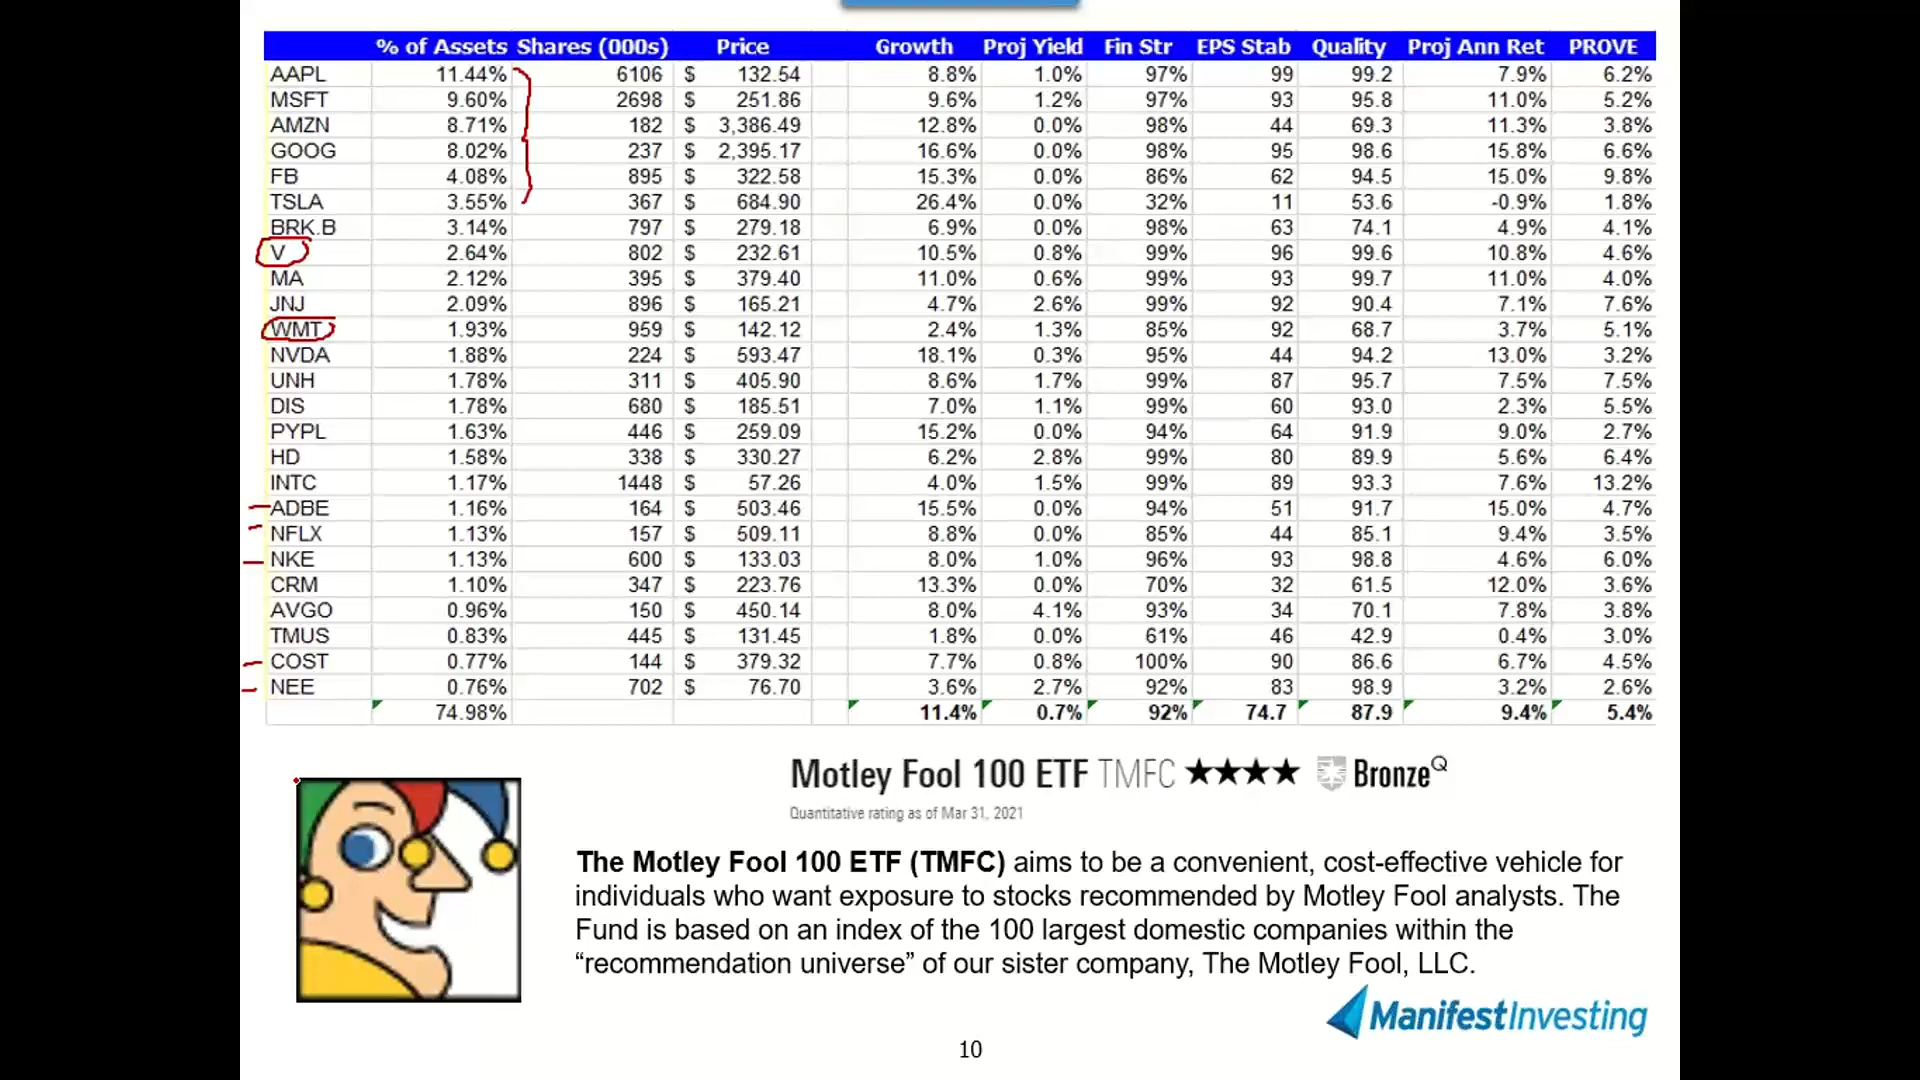 % of Assets Shares (000s) Price Growth Proj Yield Fin Str EPS Stab Quality Proj Ann Ret PROVE
AAPL 11.44% 6106 $ 132.54 8.8% 1.0% 97% 99 99.2 7.9% 6.2%
MSFT 9.60% 2698 $ 251.86 9.6% 1.2% 97% 93 95.8 11.0% 5.2%
AMZN 8.71% 182 $ 3,386.49 12.8% 0.0% 98% 44 69.3 11.3% 3.8%
GOOG 8.02% 237 $ 2,395.17 16.6% 0.0% 98% 95 98.6 15.8% 6.6%
FB 4.08% 895 $ 322.58 15.3% 0.0% 86% 62 94.5 15.0% 9.8%
TSLA 3.55% 367 $ 684.90 26.4% 0.0% 32% 11 53.6 -0.9% 1.8%
BRK.B 3.14% 797 $ 279.18 6.9% 0.0% 98% 63 74.1 4.9% 4.1%
V 2.64% 802 $ 232.61 10.5% 0.8% 99% 96 99.6 10.8% 4.6%
MA 2.12% 395 $ 379.40 11.0% 0.6% 99% 93 99.7 11.0% 4.0%
JNJ 2.09% 896 $ 165.21 4.7% 2.6% 99% 92 90.4 7.1% 7.6%
WMT 1.93% 959 $ 142.12 2.4% 1.3% 85% 92 68.7 3.7% 5.1%
NVDA 1.88% 224 $ 593.47 18.1% 0.3% 95% 44 94.2 13.0% 3.2%
UNH 1.78% 311 $ 405.90 8.6% 1.7% 99% 87 95.7 7.5% 7.5%
DIS 1.78% 680 $ 185.51 7.0% 1.1% 99% 60 93.0 2.3% 5.5%
PYPL 1.63% 446 $ 259.09 15.2% 0.0% 94% 64 91.9 9.0% 2.7%
HD 1.58% 338 $ 330.27 6.2% 2.8% 99% 80 89.9 5.6% 6.4%
INTC 1.17% 1448 $ 57.26 4.0% 1.5% 99% 89 93.3 7.6% 13.2%
ADBE 1.16% 164 $ 503.46 15.5% 0.0% 94% 51 91.7 15.0% 4.7%
NFLX 1.13% 157 $ 509.11 8.8% 0.0% 85% 44 85.1 9.4% 3.5%
NKE 1.13% 600 $ 133.03 8.0% 1.0% 96% 93 98.8 4.6% 6.0%
CRM 1.10% 347 $ 223.76 13.3% 0.0% 70% 32 61.5 12.0% 3.6%
AVGO 0.96% 150 $ 450.14 8.0% 4.1% 93% 34 70.1 7.8% 3.8%
TMUS 0.83% 445 $ 131.45 1.8% 0.0% 61% 46 42.9 0.4% 3.0%
COST 0.77% 144 $ 379.32 7.7% 0.8% 100% 90 86.6 6.7% 4.5%
NEE 0.76% 702 $ 76.70 3.6% 2.7% 92% 83 98.9 3.2% 2.6%
74.98% 11.4% 0.7% 92% 74.7 87.9 9.4% 5.4%
Motley Fool 100 ETF TMFC ★★★★ Bronze Q
Quantitative rating as of Mar 31, 2021
The Motley Fool 100 ETF (TMFC) aims to be a convenient, cost-effective vehicle for
individuals who want exposure to stocks recommended by Motley Fool analysts. The
Fund is based on an index of the 100 largest domestic companies within the
“recommendation universe” of our sister company, The Motley Fool, LLC.
ManifestInvesting
10